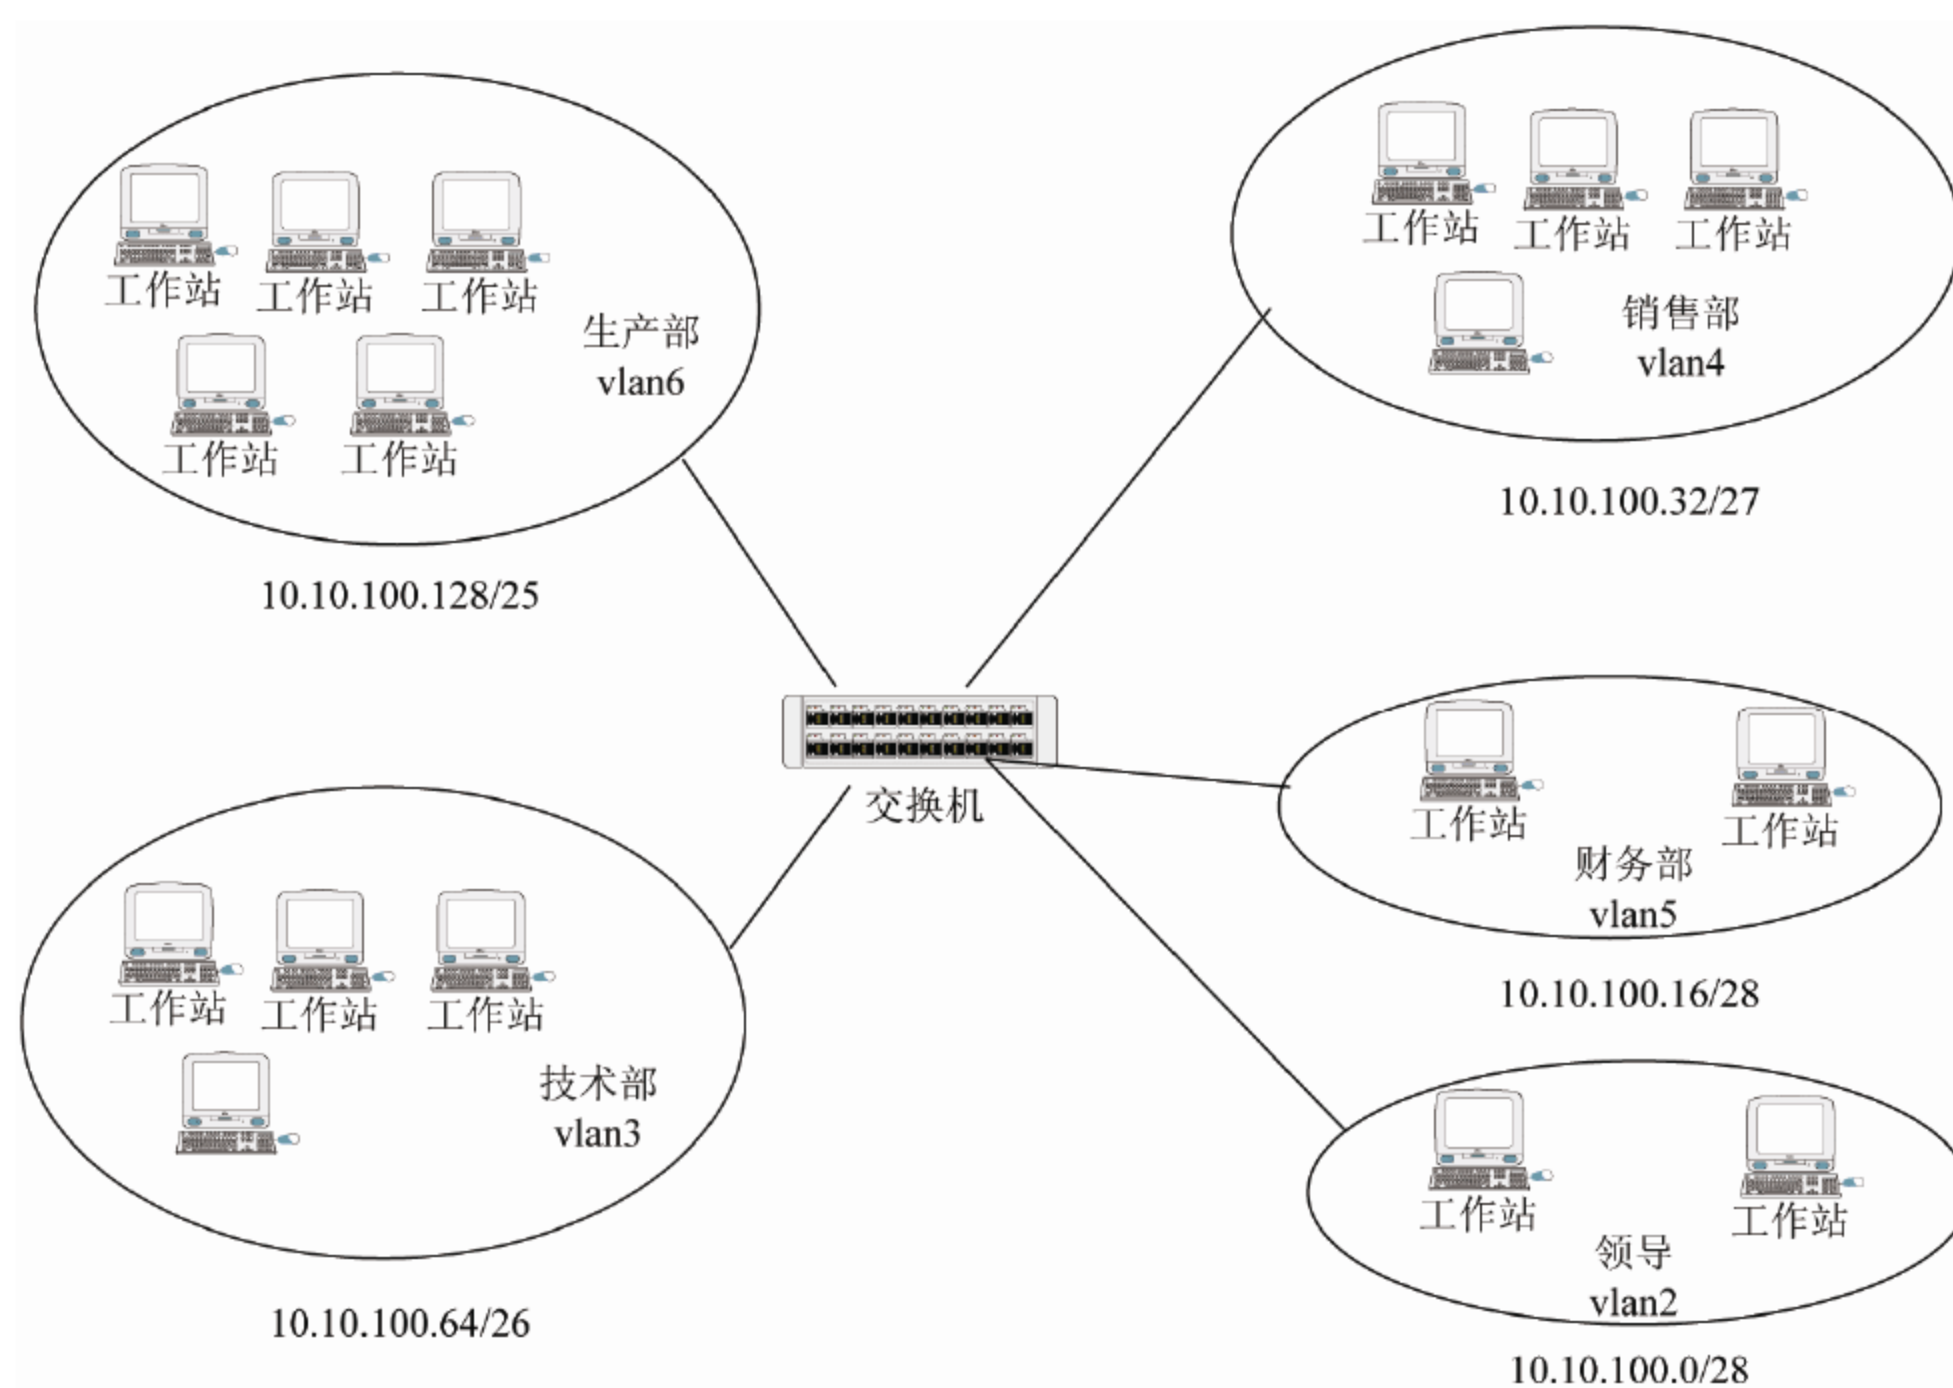 工作站
工作站
工作站
工作站
工作站
生产部
vlan6
10.10.100.128/25
工作站
工作站
工作站
销售部
vlan4
10.10.100.32/27
交换机
工作站
工作站
财务部
vlan5
10.10.100.16/28
工作站
工作站
工作站
技术部
vlan3
10.10.100.64/26
工作站
工作站
领导
vlan2
10.10.100.0/28